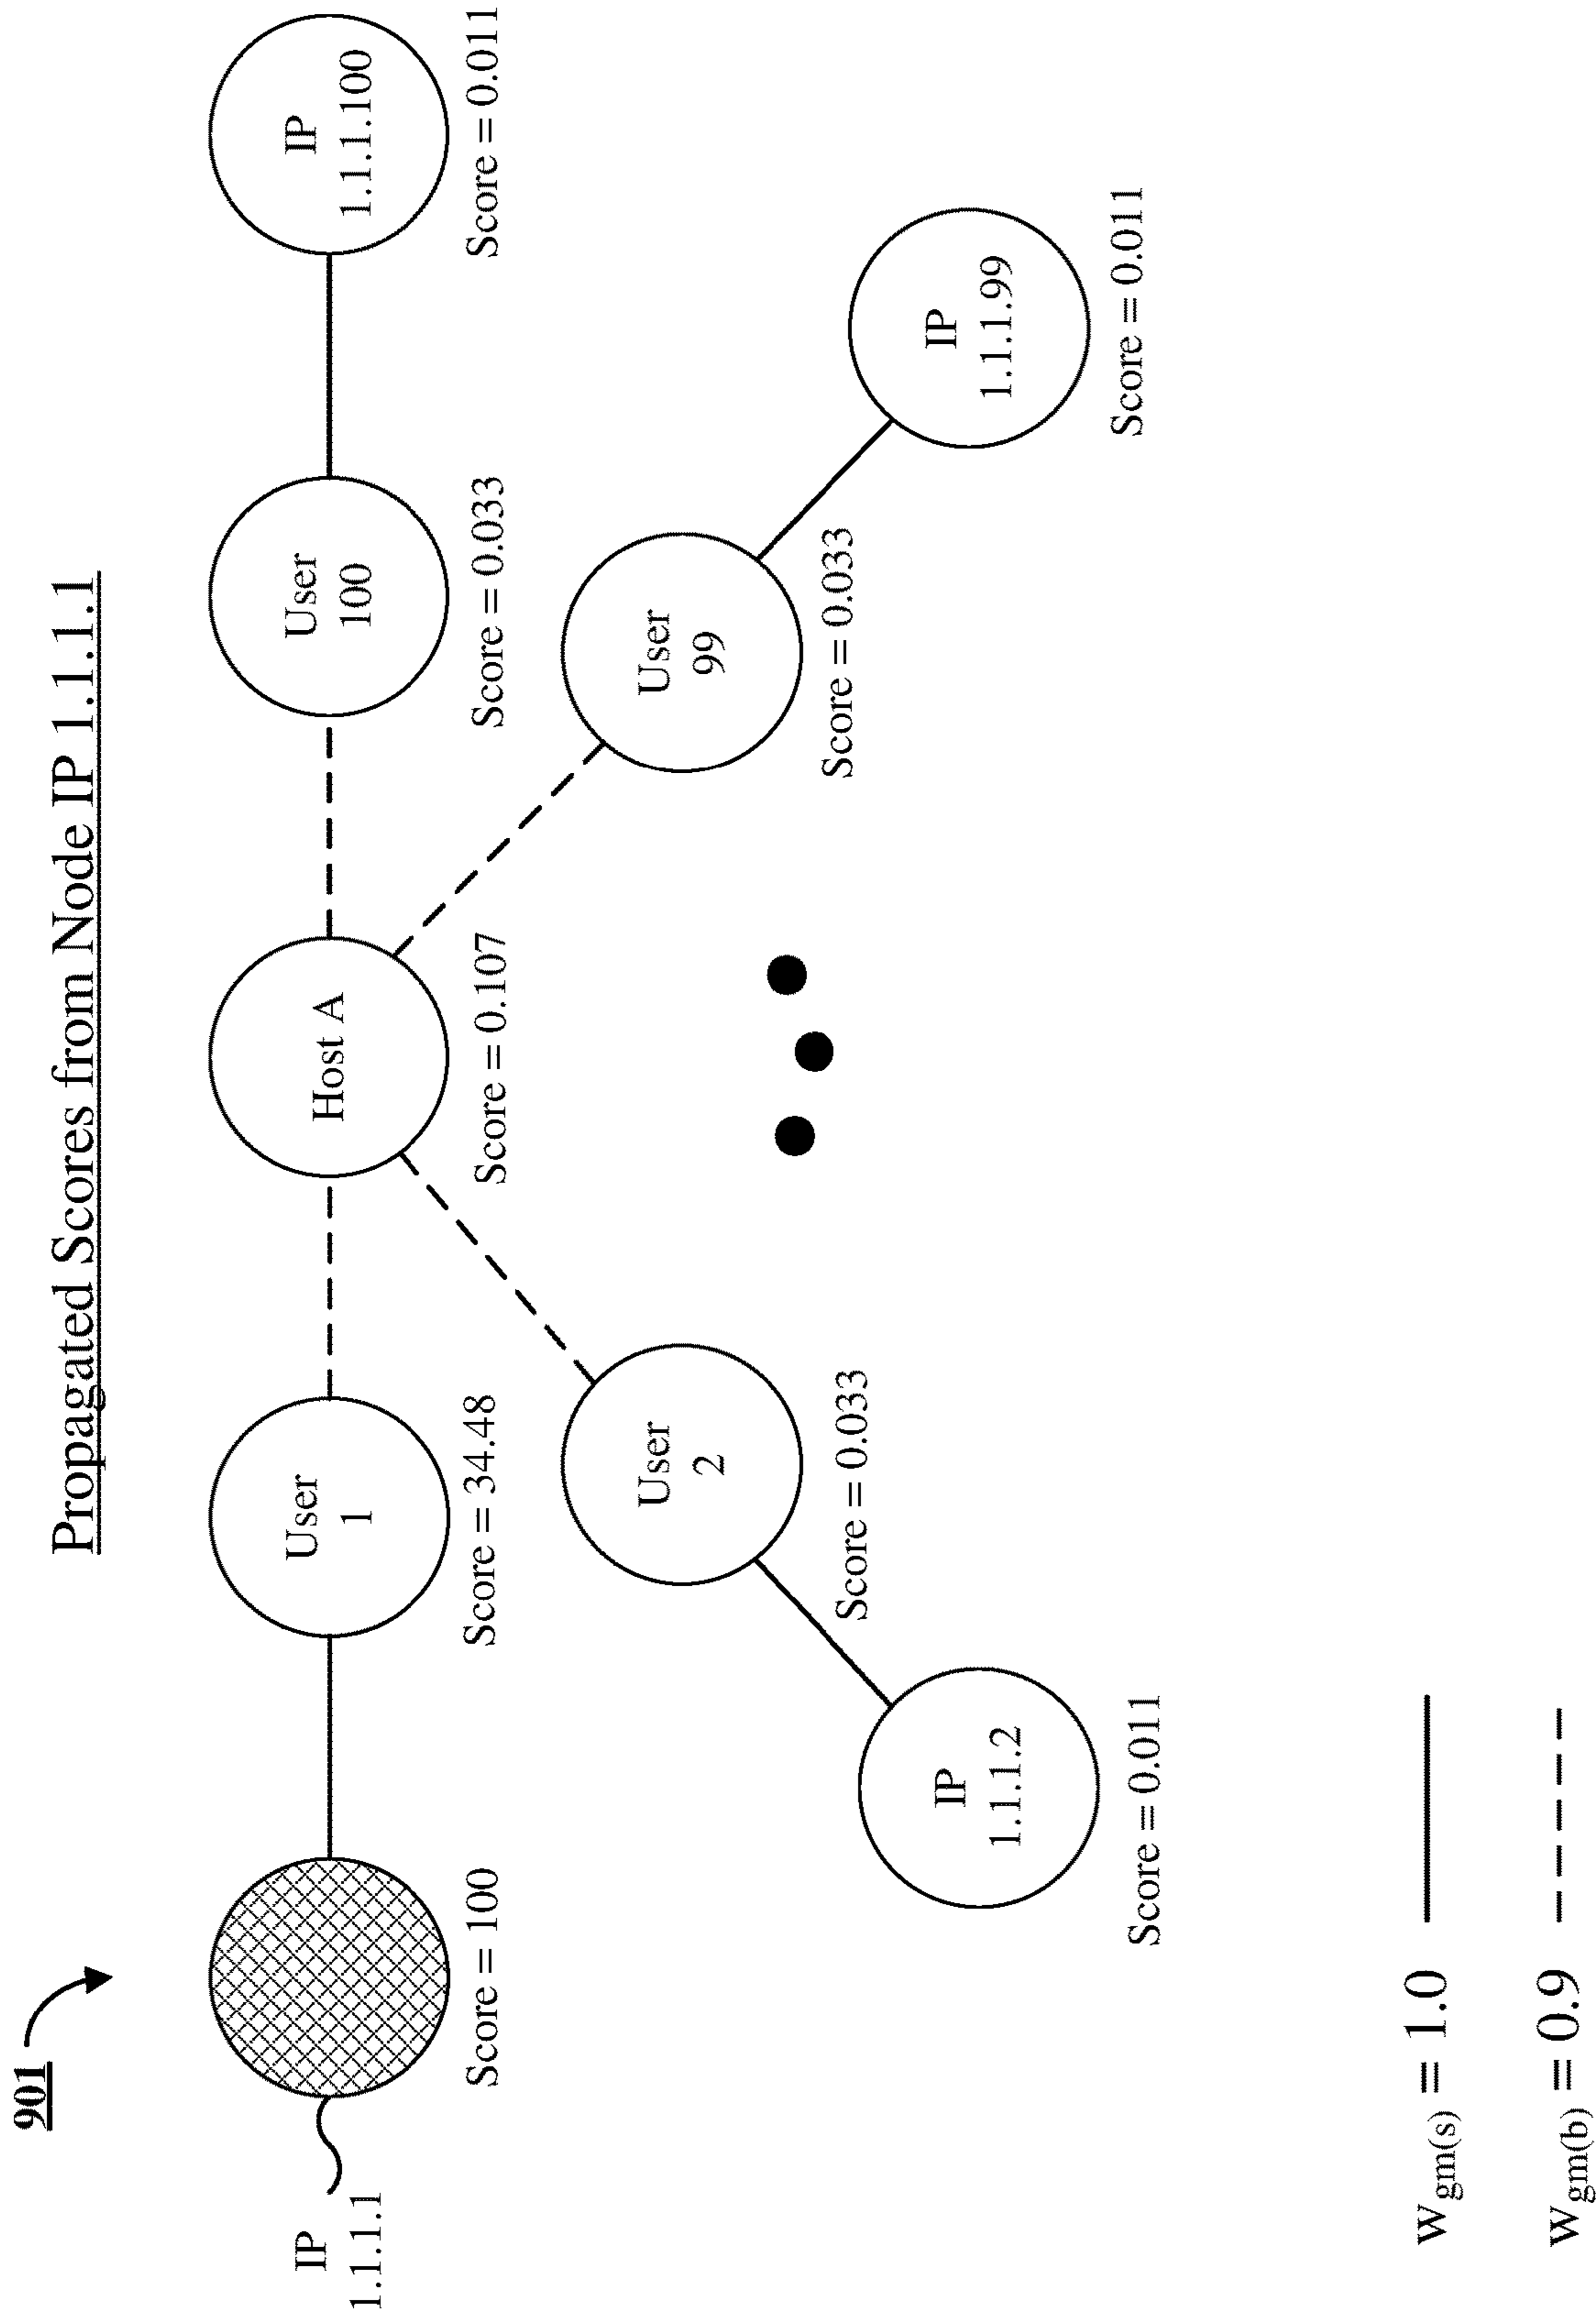 901
Propagated Scores from Node IP 1.1.1.1
IP
1.1.1.1
Score = 100
User
1
Score = 34.48
Host A
Score = 0.107
User
100
Score = 0.033
IP
1.1.1.100
Score = 0.011
User
2
Score = 0.033
User
99
Score = 0.033
IP
1.1.1.2
Score = 0.011
IP
1.1.1.99
Score = 0.011
Wgm(s) = 1.0
Wgm(b) = 0.9